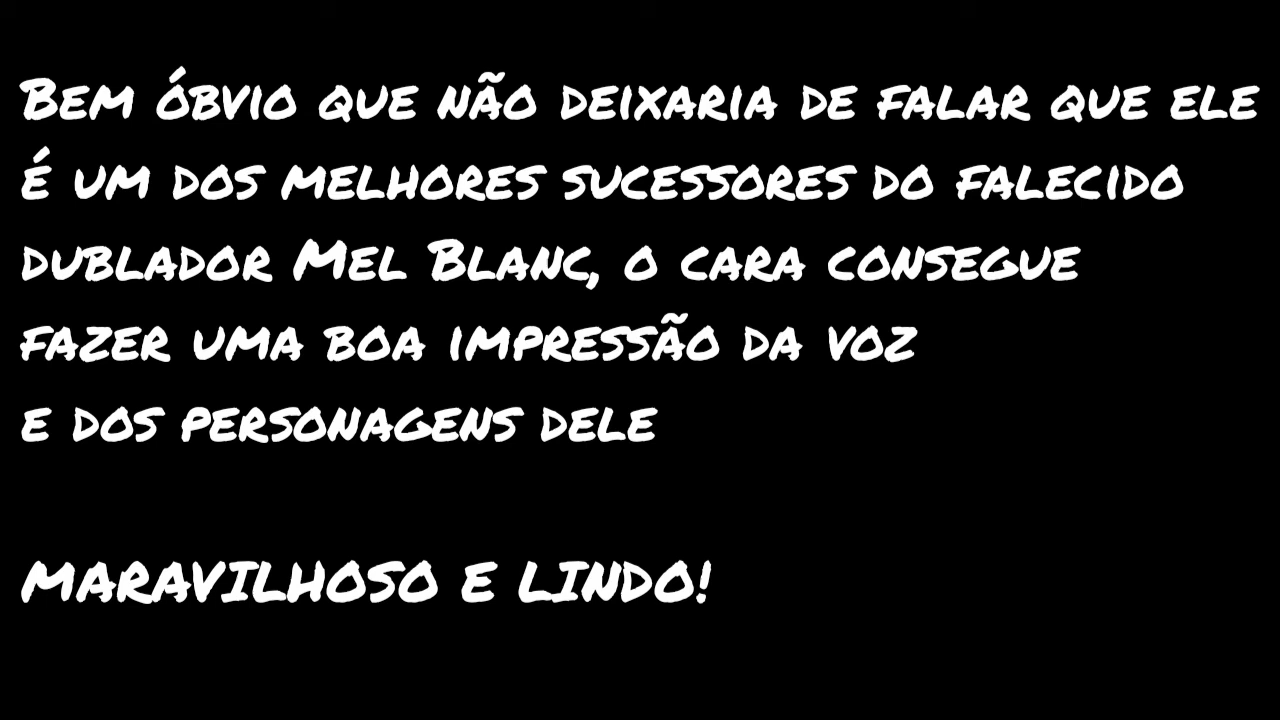 Bem óbvio que não deixaria de falar que ele
é um dos melhores sucessores do falecido
dublador Mel Blanc, o cara consegue
fazer uma boa impressão da voz
e dos personagens dele
MARAVILHOSO E LINDO!